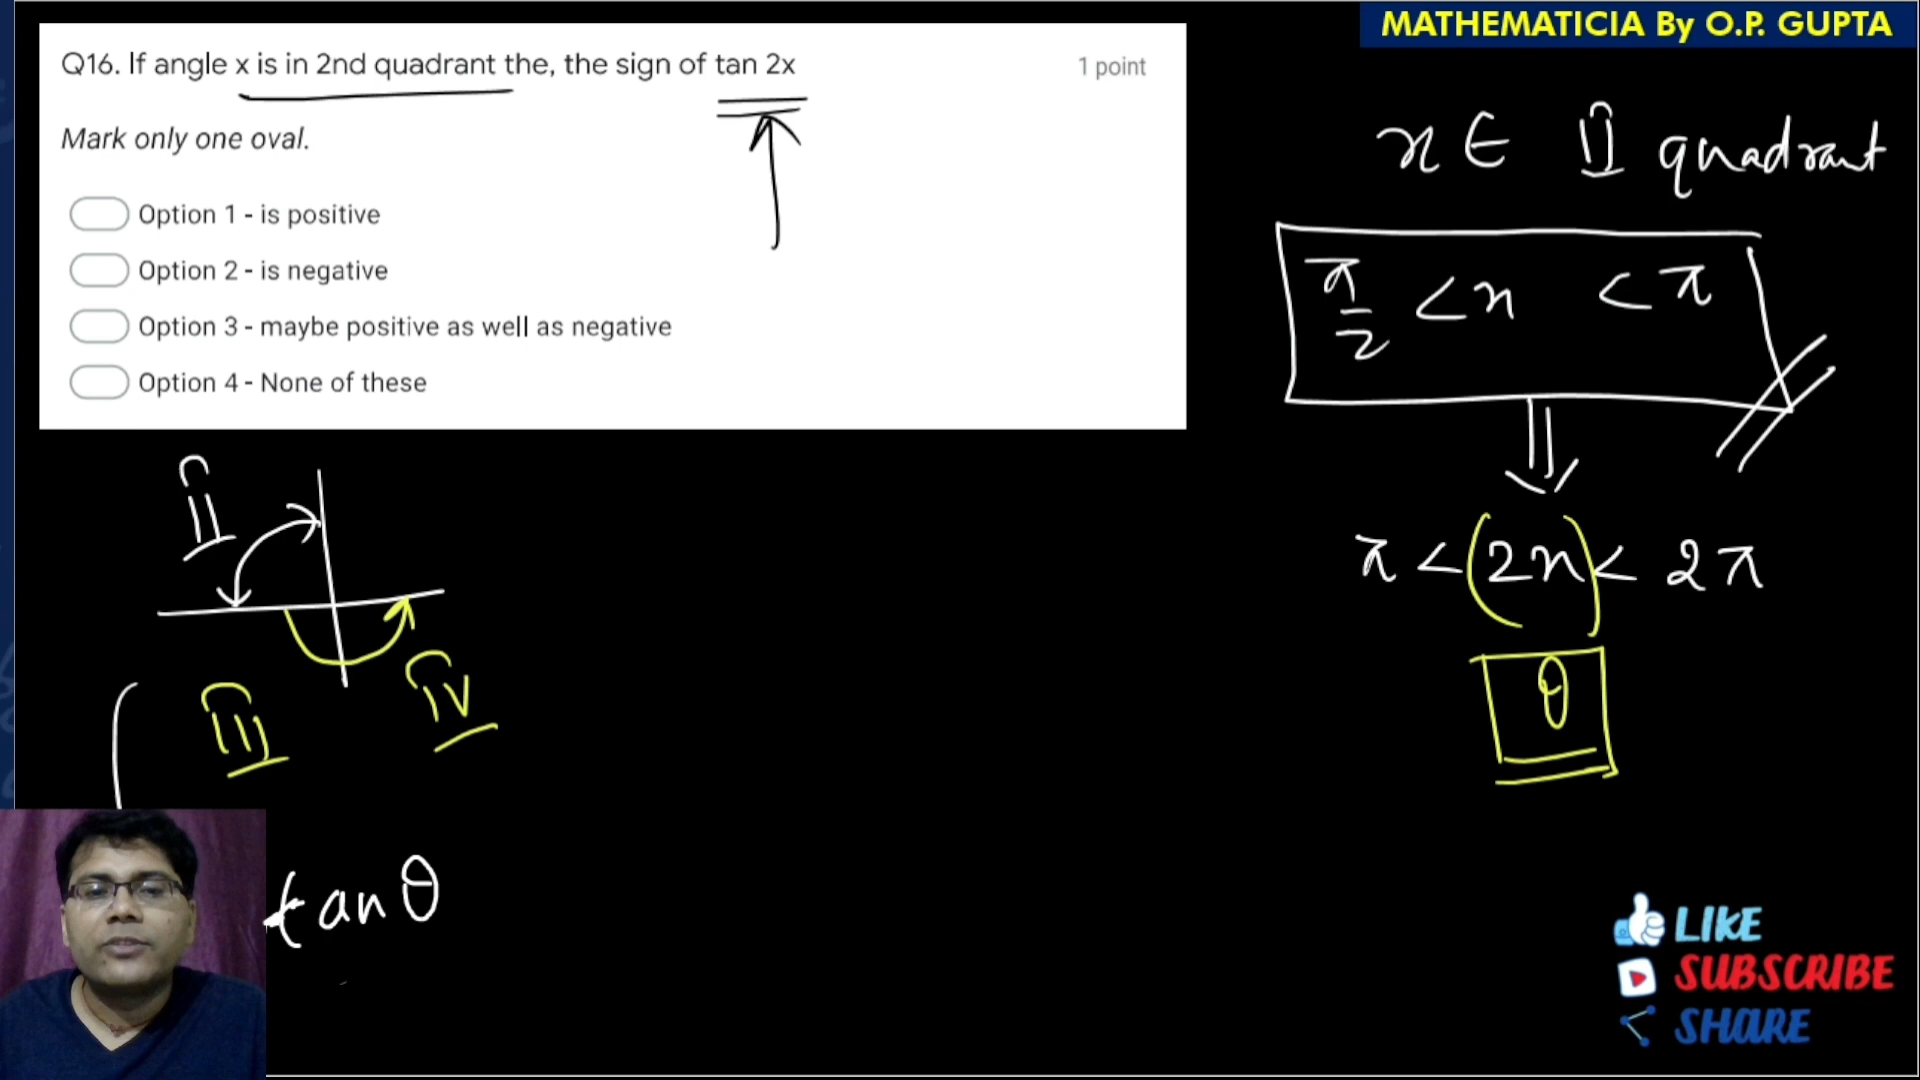 MATHEMATICIA By O.P. GUPTA
Q16. If angle x is in 2nd quadrant the, the sign of tan 2x
1 point
Mark only one oval.
Option 1 - is positive
Option 2 - is negative
Option 3 - maybe positive as well as negative
Option 4 - None of these
x ∈ II quadrant
π/2 < x < π
π < (2x) < 2π
θ
II
III
IV
tan θ
LIKE
SUBSCRIBE
SHARE